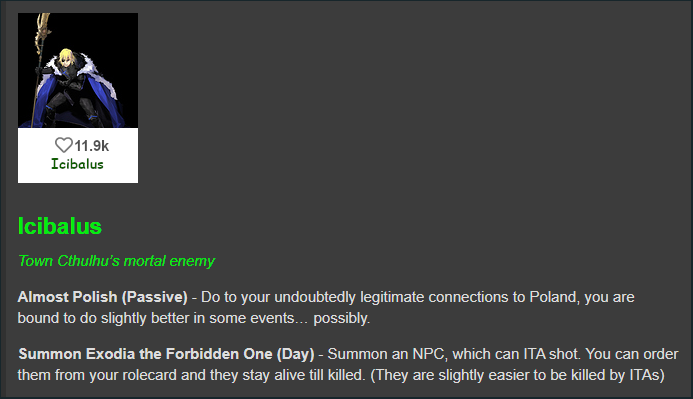 11.9k
Icibalus
Icibalus
Town Cthulhu's mortal enemy
Almost Polish (Passive) - Do to your undoubtedly legitimate connections to Poland, you are
bound to do slightly better in some events... possibly.
Summon Exodia the Forbidden One (Day) - Summon an NPC, which can ITA shot. You can order
them from your rolecard and they stay alive till killed. (They are slightly easier to be killed by ITAs)